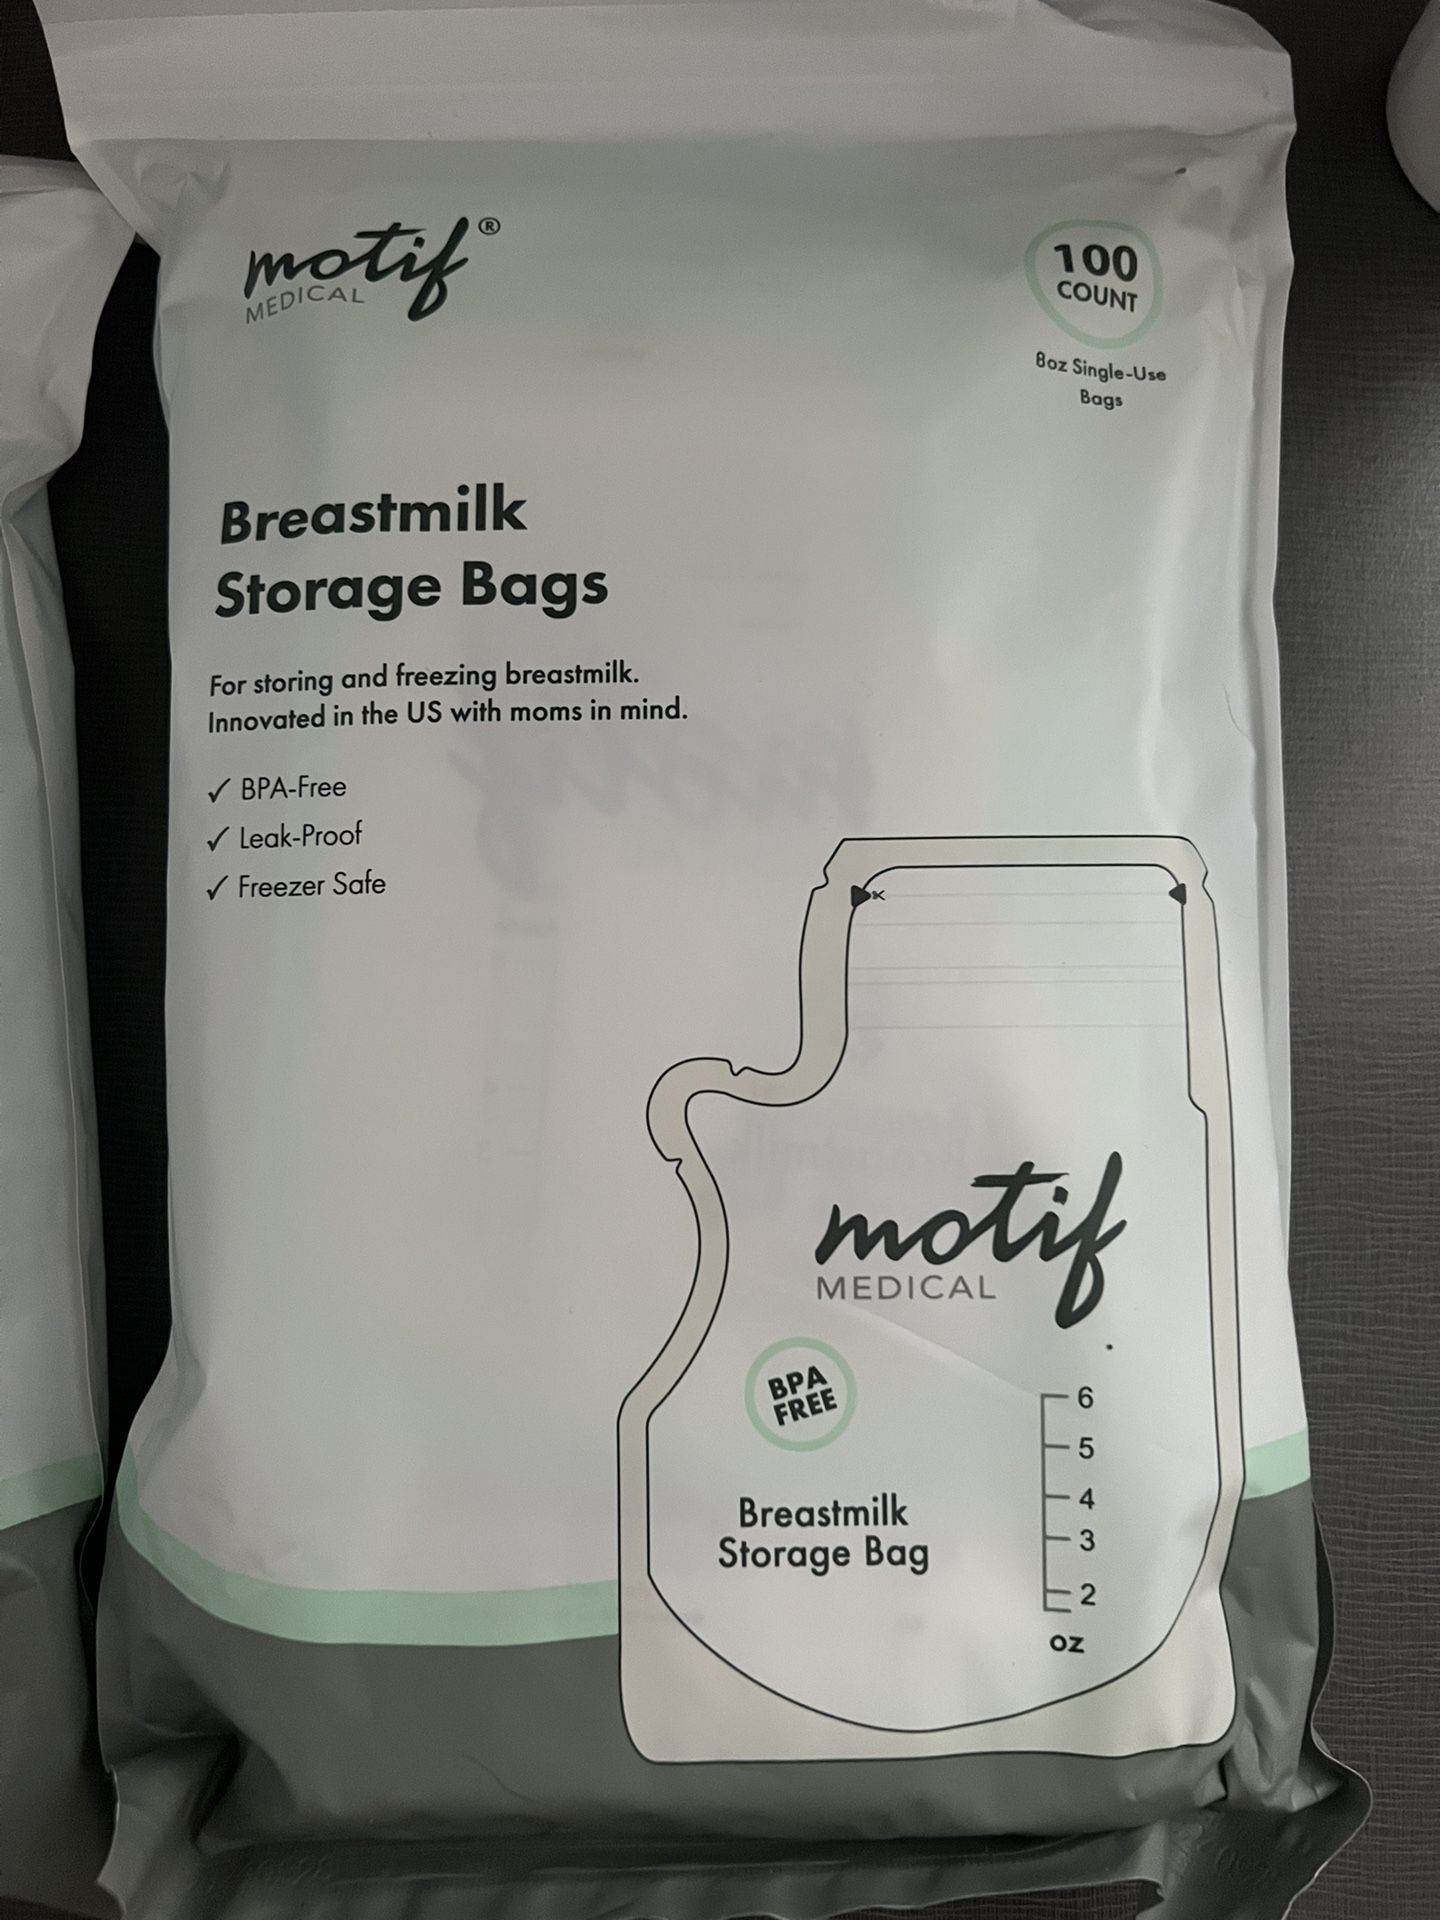 motif®
MEDICAL
100
COUNT
8oz Single-Use
Bags
Breastmilk
Storage Bags
For storing and freezing breastmilk.
Innovated in the US with moms in mind.
✓ BPA-Free
✓ Leak-Proof
✓ Freezer Safe
motif
MEDICAL
BPA
FREE
Breastmilk
Storage Bag
6
5
4
3
2
oz